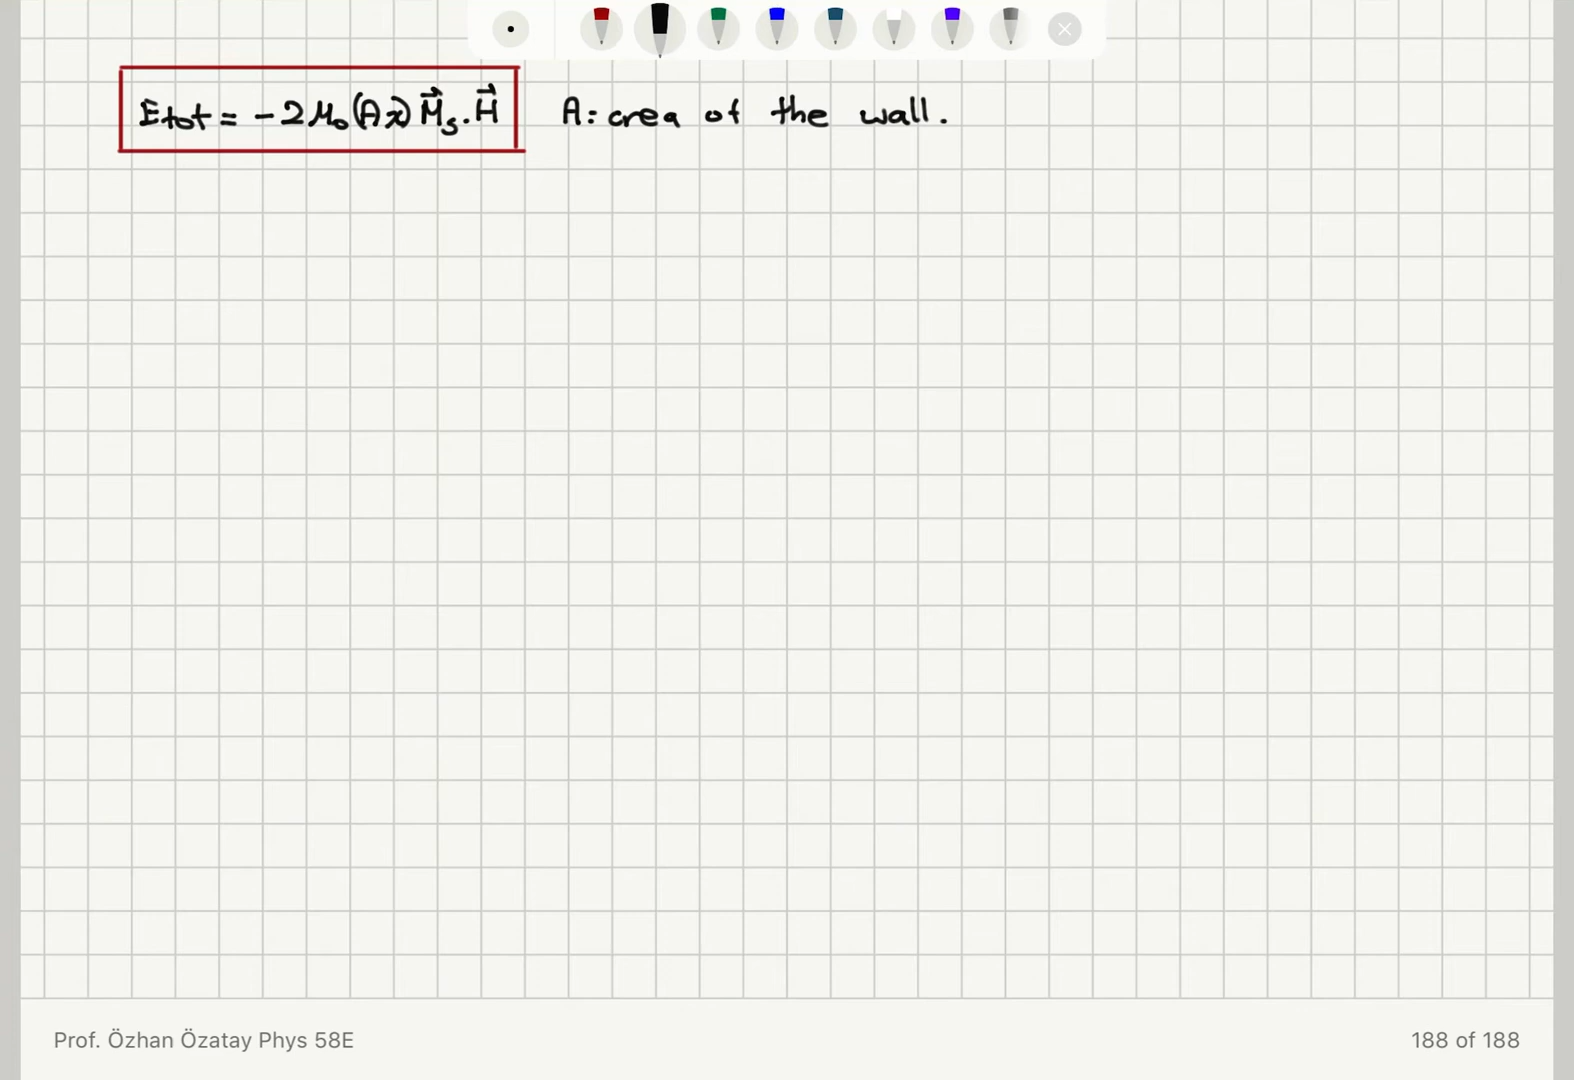 Etot = -2μ₀(Ax) M⃗ₛ . H⃗ A: area of the wall.
Prof. Özhan Özatay Phys 58E
188 of 188